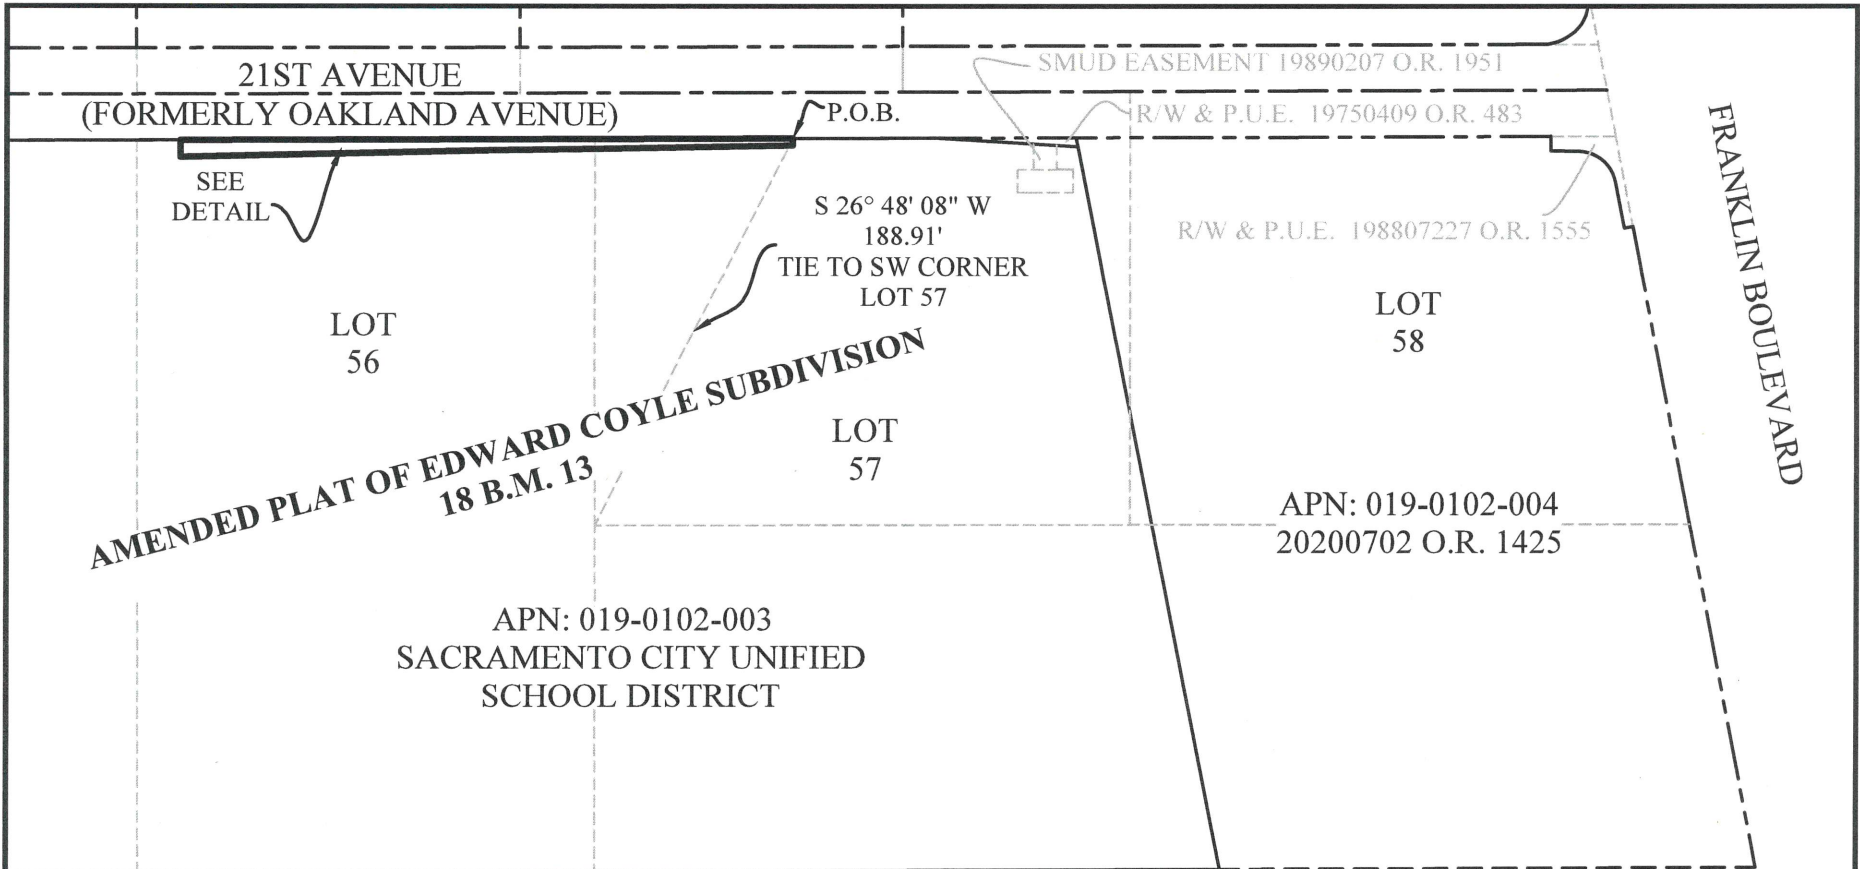 21ST AVENUE
(FORMERLY OAKLAND AVENUE)
SMUD EASEMENT 19890207 O.R. 1951
P.O.B.
R/W & P.U.E. 19750409 O.R. 483
SEE
DETAIL
S 26° 48' 08" W
188.91'
TIE TO SW CORNER
LOT 57
R/W & P.U.E. 198807227 O.R. 1555
FRANKLIN BOULEVARD
LOT
56
LOT
58
AMENDED PLAT OF EDWARD COYLE SUBDIVISION
18 B.M. 13
LOT
57
APN: 019-0102-004
20200702 O.R. 1425
APN: 019-0102-003
SACRAMENTO CITY UNIFIED
SCHOOL DISTRICT